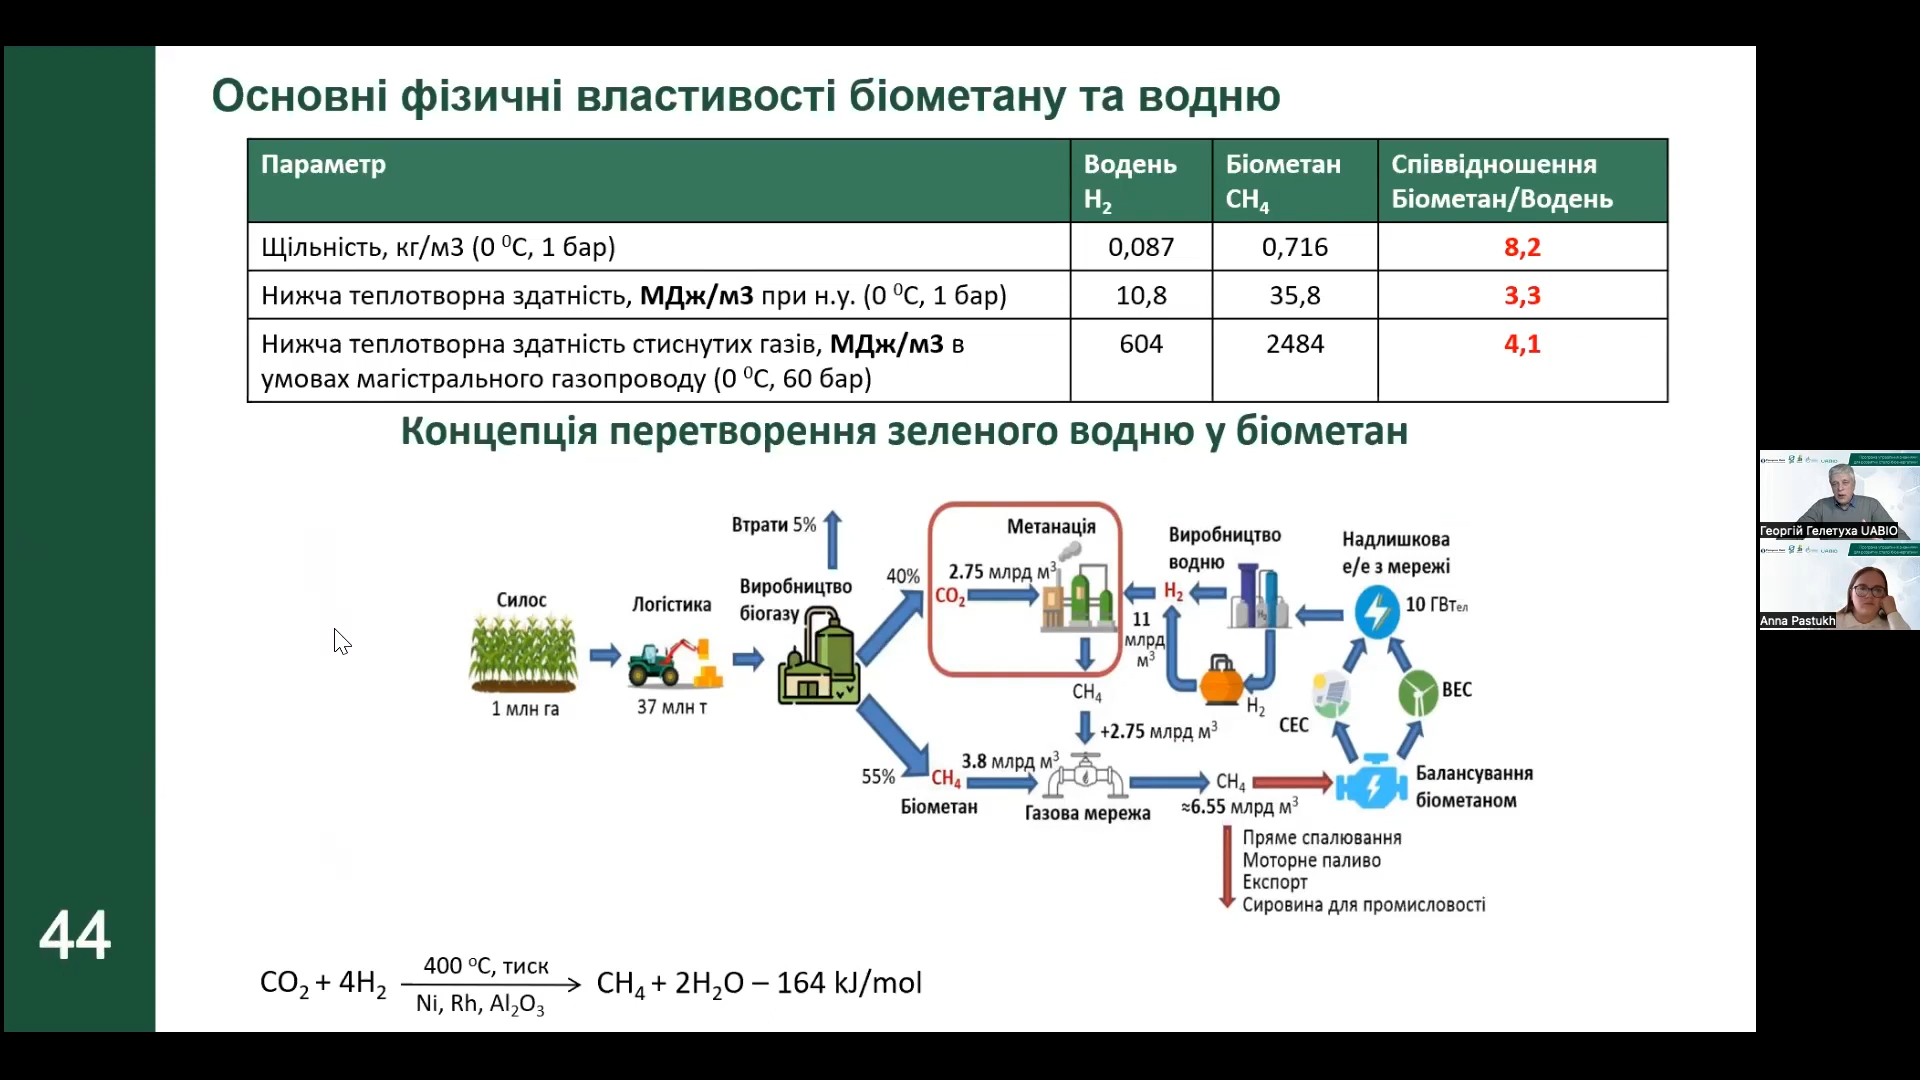 Основні фізичні властивості біометану та водню
Параметр
Водень
H2
Біометан
CH4
Співвідношення
Біометан/Водень
Щільність, кг/м3 (0 ⁰C, 1 бар)
0,087
0,716
8,2
Нижча теплотворна здатність, МДж/м3 при н.у. (0 ⁰C, 1 бар)
10,8
35,8
3,3
Нижча теплотворна здатність стиснутих газів, МДж/м3 в
умовах магістрального газопроводу (0 ⁰C, 60 бар)
604
2484
4,1
Концепція перетворення зеленого водню у біометан
Силос
1 млн га
Логістика
37 млн т
Втрати 5%
Виробництво
біогазу
40%
55%
Метанація
2.75 млрд м³
CO2
CH4
+2.75 млрд м³
11
млрд
м³
Виробництво
водню
H2
H2
Надлишкова
е/е з мережі
10 ГВтел
СЕС
ВЕС
Балансування
біометаном
CH4
Біометан
3.8 млрд м³
Газова мережа
CH4
≈6.55 млрд м³
Пряме спалювання
Моторне паливо
Експорт
Сировина для промисловості
44
CO2 + 4H2
400 °C, тиск
Ni, Rh, Al2O3
CH4 + 2H2O – 164 kJ/mol
Георгій Гелетуха UABIO
Anna Pastukh